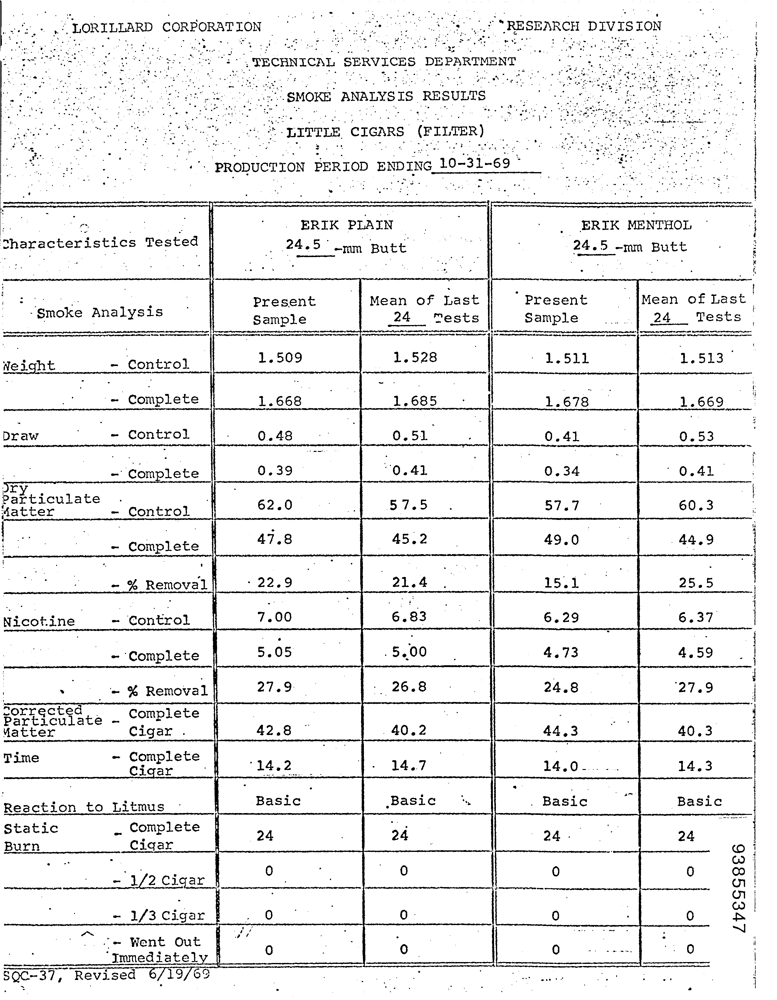 LORILLARD CORPORATION RESEARCH DIVISION
TECHNICAL SERVICES DEPARTMENT
SMOKE ANALYSIS RESULTS
LITTLE CIGARS (FILTER)
PRODUCTION PERIOD ENDING 10-31-69
Characteristics Tested ERIK PLAIN 24.5 -mm Butt ERIK MENTHOL 24.5 -mm Butt
Smoke Analysis Present Sample Mean of Last 24 Tests Present Sample Mean of Last 24 Tests
Weight - Control 1.509 1.528 1.511 1.513
- Complete 1.668 1.685 1.678 1.669
Draw - Control 0.48 0.51 0.41 0.53
- Complete 0.39 0.41 0.34 0.41
Dry Particulate Matter - Control 62.0 57.5 57.7 60.3
- Complete 47.8 45.2 49.0 44.9
- % Removal 22.9 21.4 15.1 25.5
Nicotine - Control 7.00 6.83 6.29 6.37
- Complete 5.05 5.00 4.73 4.59
- % Removal 27.9 26.8 24.8 27.9
Corrected Particulate Matter - Complete Cigar 42.8 40.2 44.3 40.3
Time - Complete Cigar 14.2 14.7 14.0 14.3
Reaction to Litmus Basic Basic Basic Basic
Static Burn - Complete Cigar 24 24 24 24
- 1/2 Cigar 0 0 0 0
- 1/3 Cigar 0 0 0 0
- Went Out Immediately 0 0 0 0
SQC-37, Revised 6/19/69
93855347